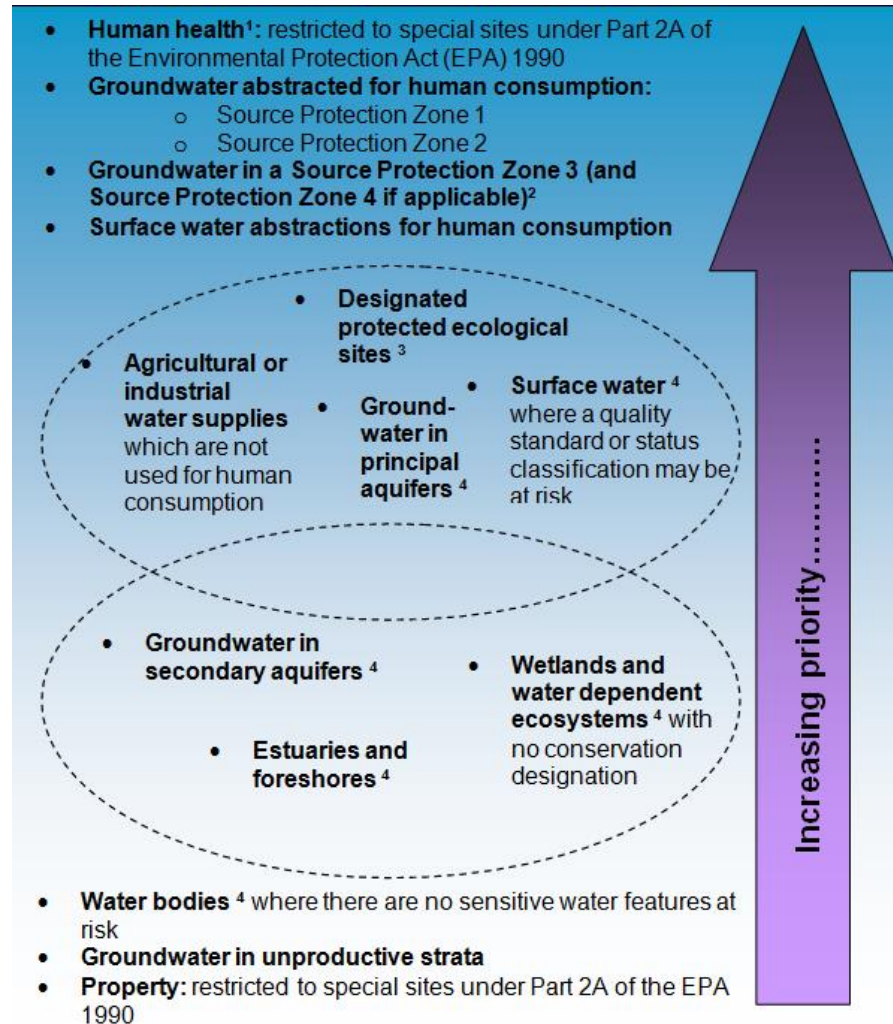 • Human health¹: restricted to special sites under Part 2A of
the Environmental Protection Act (EPA) 1990
• Groundwater abstracted for human consumption:
o Source Protection Zone 1
o Source Protection Zone 2
• Groundwater in a Source Protection Zone 3 (and
Source Protection Zone 4 if applicable)²
• Surface water abstractions for human consumption
• Designated
protected ecological
sites ³
• Agricultural or
industrial
water supplies
which are not
used for human
consumption
• Ground-
water in
principal
aquifers ⁴
• Surface water ⁴
where a quality
standard or status
classification may be
at risk
• Groundwater in
secondary aquifers ⁴
• Wetlands and
water dependent
ecosystems ⁴ with
no conservation
designation
• Estuaries and
foreshores ⁴
• Water bodies ⁴ where there are no sensitive water features at
risk
• Groundwater in unproductive strata
• Property: restricted to special sites under Part 2A of the EPA
1990
Increasing priority.............